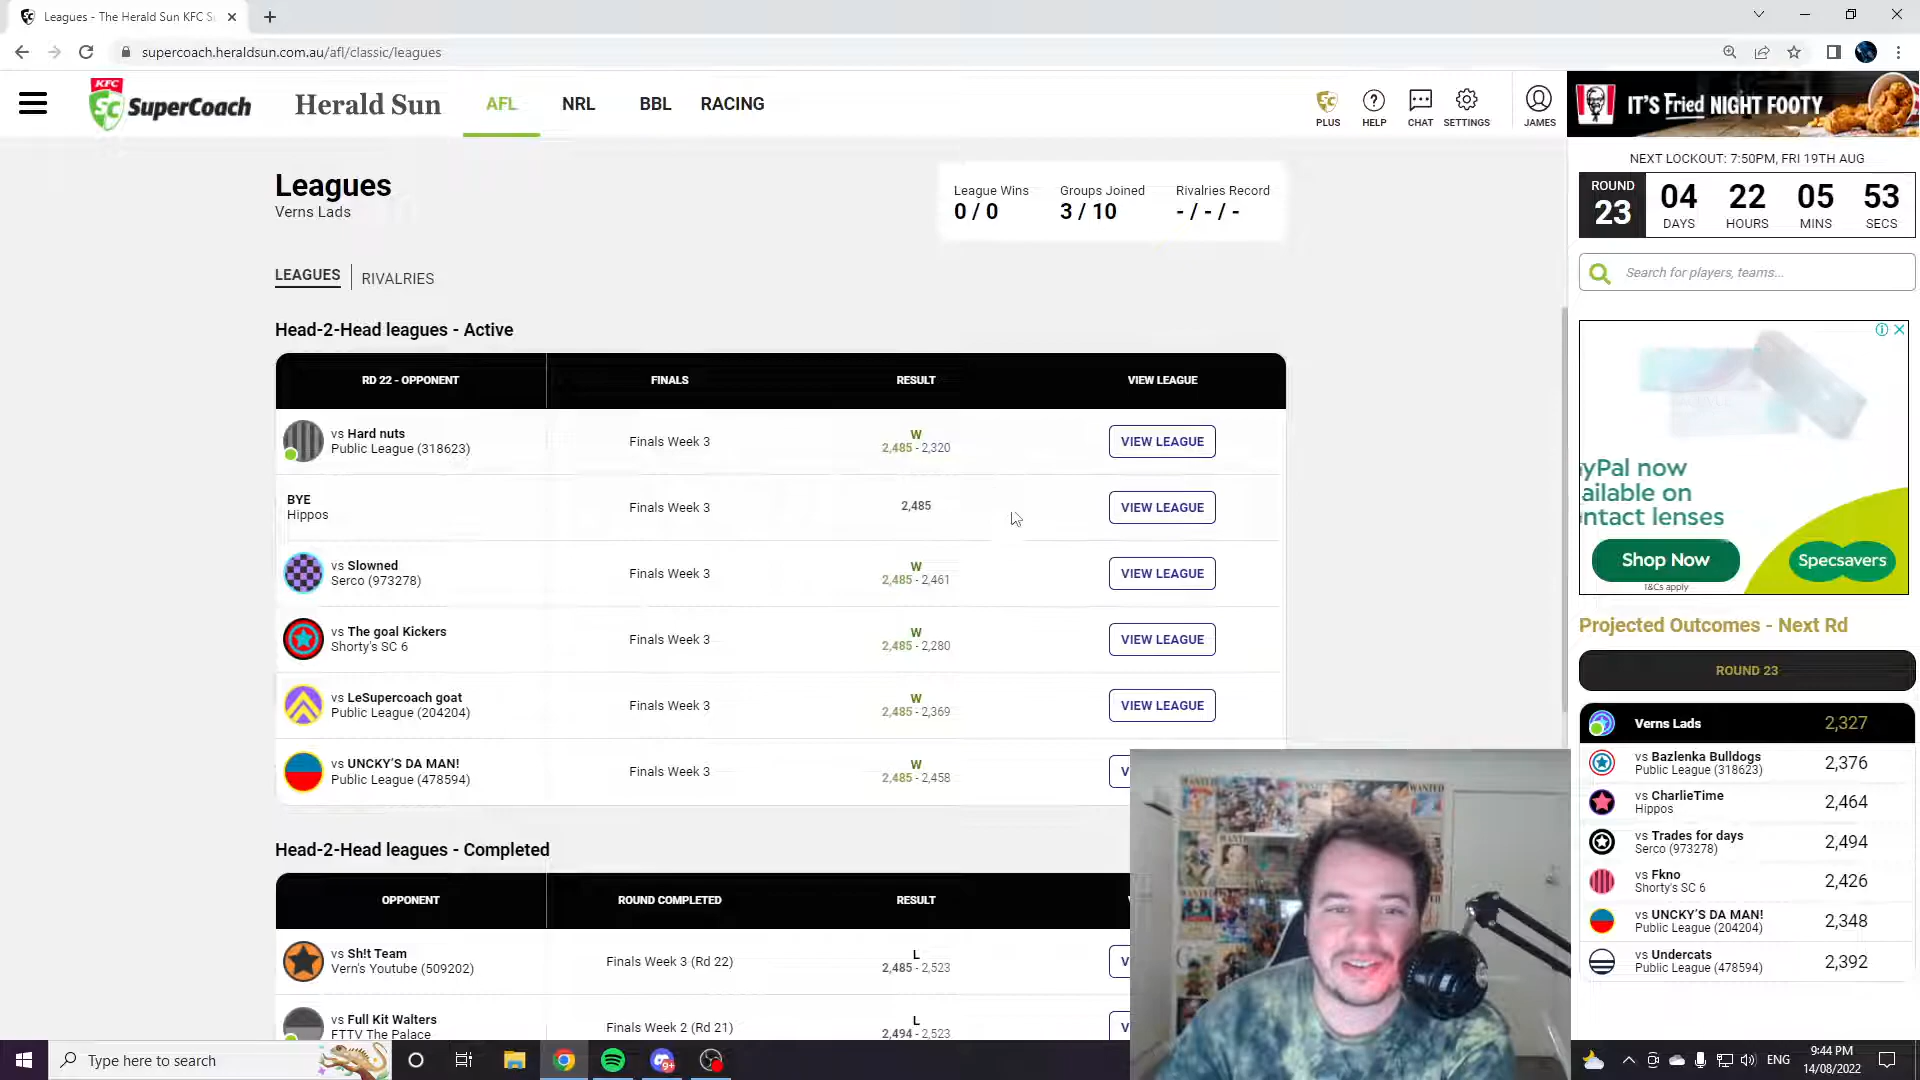 Leagues - The Herald Sun KFC S
supercoach.heraldsun.com.au/afl/classic/leagues
KFC
SC
SuperCoach
Herald Sun
AFL
NRL
BBL
RACING
PLUS
HELP
CHAT
SETTINGS
JAMES
IT'S Fried NIGHT FOOTY
NEXT LOCKOUT: 7:50PM, FRI 19TH AUG
ROUND
23
04
22
05
53
DAYS
HOURS
MINS
SECS
Search for players, teams...
Leagues
Verns Lads
League Wins
0 / 0
Groups Joined
3 / 10
Rivalries Record
- / - / -
LEAGUES
RIVALRIES
Head-2-Head leagues - Active
RD 22 - OPPONENT
FINALS
RESULT
VIEW LEAGUE
vs Hard nuts
Public League (318623)
Finals Week 3
W
2,485 - 2,320
VIEW LEAGUE
BYE
Hippos
Finals Week 3
2,485
VIEW LEAGUE
vs Slowned
Serco (973278)
Finals Week 3
W
2,485 - 2,461
VIEW LEAGUE
vs The goal Kickers
Shorty's SC 6
Finals Week 3
W
2,485 - 2,280
VIEW LEAGUE
vs LeSupercoach goat
Public League (204204)
Finals Week 3
W
2,485 - 2,369
VIEW LEAGUE
vs UNCKY'S DA MAN!
Public League (478594)
Finals Week 3
W
2,485 - 2,458
V
Head-2-Head leagues - Completed
OPPONENT
ROUND COMPLETED
RESULT
V
vs Sh!t Team
Vern's Youtube (509202)
Finals Week 3 (Rd 22)
L
2,485 - 2,523
V
vs Full Kit Walters
FTTV The Palace
Finals Week 2 (Rd 21)
L
2,494 - 2,523
V
yPal now
ailable on
ntact lenses
Shop Now
Specsavers
T&Cs apply
Projected Outcomes - Next Rd
ROUND 23
Verns Lads
2,327
vs Bazlenka Bulldogs
Public League (318623)
2,376
vs CharlieTime
Hippos
2,464
vs Trades for days
Serco (973278)
2,494
vs Fkno
Shorty's SC 6
2,426
vs UNCKY'S DA MAN!
Public League (204204)
2,348
vs Undercats
Public League (478594)
2,392
WANTED
WANTED
Type here to search
9+
ENG
9:44 PM
14/08/2022